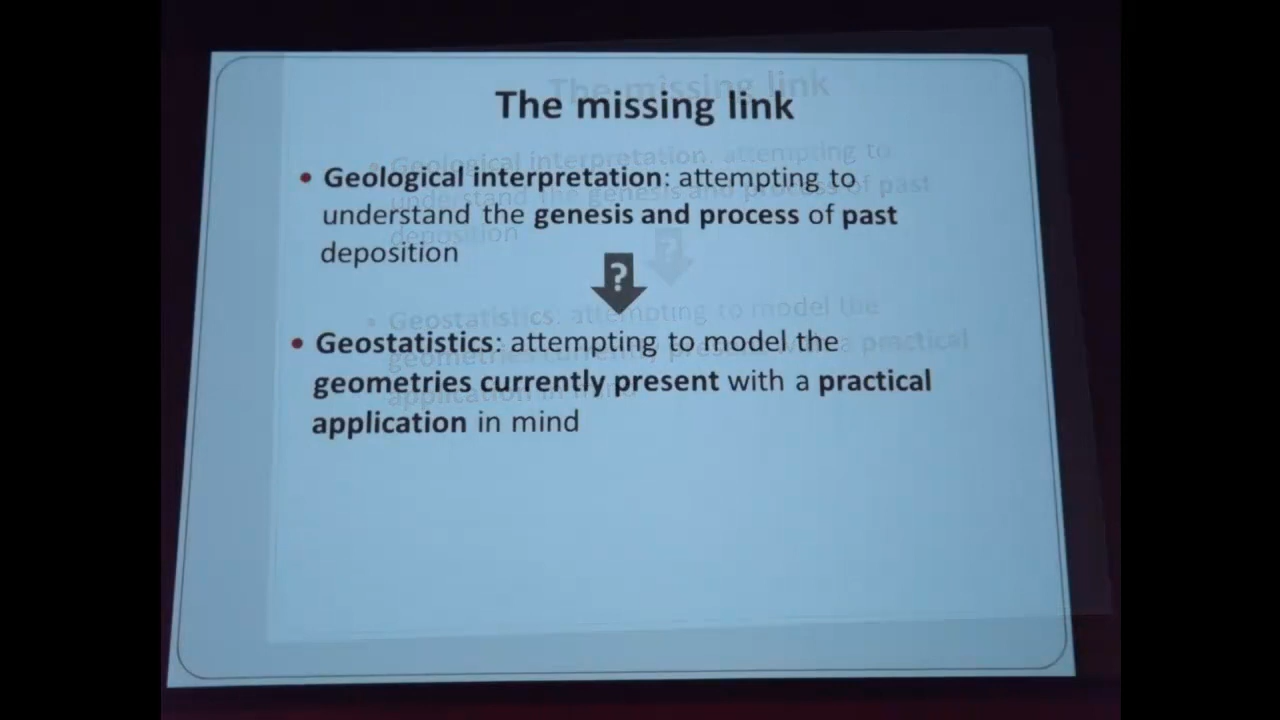 The missing link
• Geological interpretation: attempting to
understand the genesis and process of past
deposition
?
• Geostatistics: attempting to model the
geometries currently present with a practical
application in mind